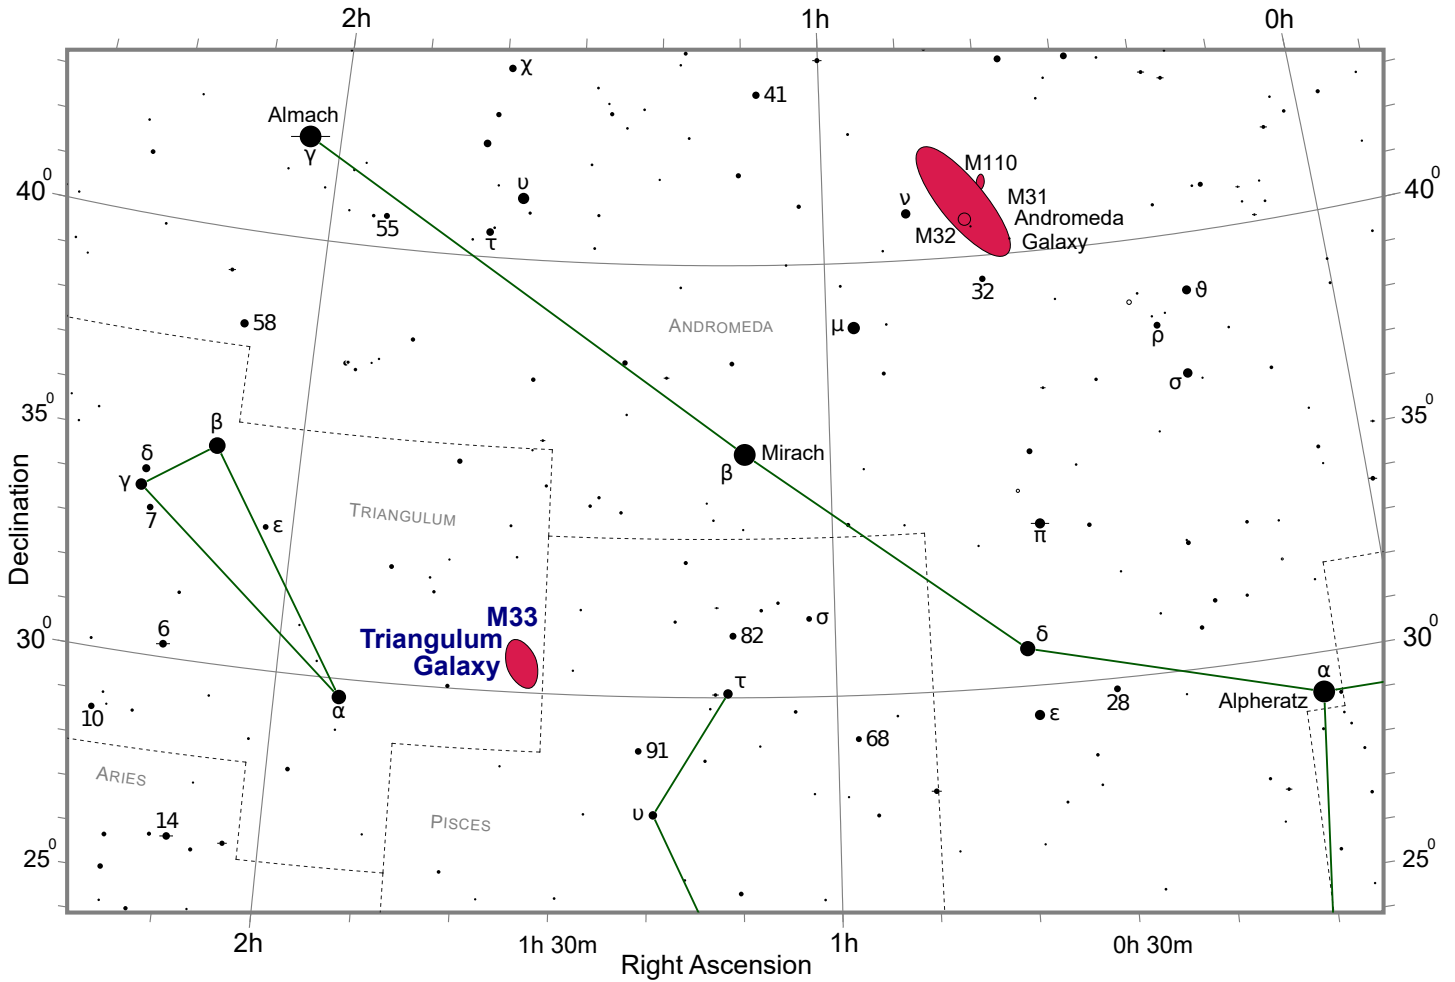 2h
1h
0h
χ
41
Almach
γ
M110
40⁰
υ
ν
M31
40⁰
55
τ
M32
Andromeda
Galaxy
32
ϑ
58
ANDROMEDA
μ
ρ
σ
35⁰
35⁰
β
δ
Mirach
β
γ
7
TRIANGULUM
ε
π
Declination
M33
σ
30⁰
6
Triangulum
82
δ
30⁰
Galaxy
τ
α
α
28
Alpheratz
10
ε
91
68
ARIES
14
PISCES
υ
25⁰
25⁰
2h
1h 30m
1h
0h 30m
Right Ascension